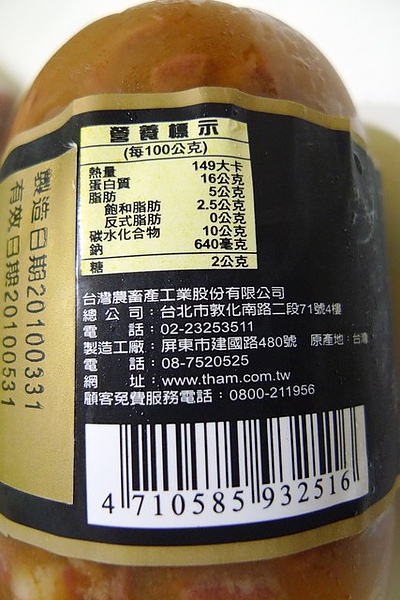 營養標示
(每100公克)
熱量 149大卡
蛋白質 16公克
脂肪 5公克
飽和脂肪 2.5公克
反式脂肪 0公克
碳水化合物 10公克
鈉 640毫克
糖 2公克
台灣農畜產工業股份有限公司
總公司：台北市敦化南路二段71號4樓
電話：02-23253511
製造工廠：屏東市建國路480號 原產地：台灣
電話：08-7520525
網址：www.tham.com.tw
顧客免費服務電話：0800-211956
4 710585 932516
製造日期20100331
有效日期20100531